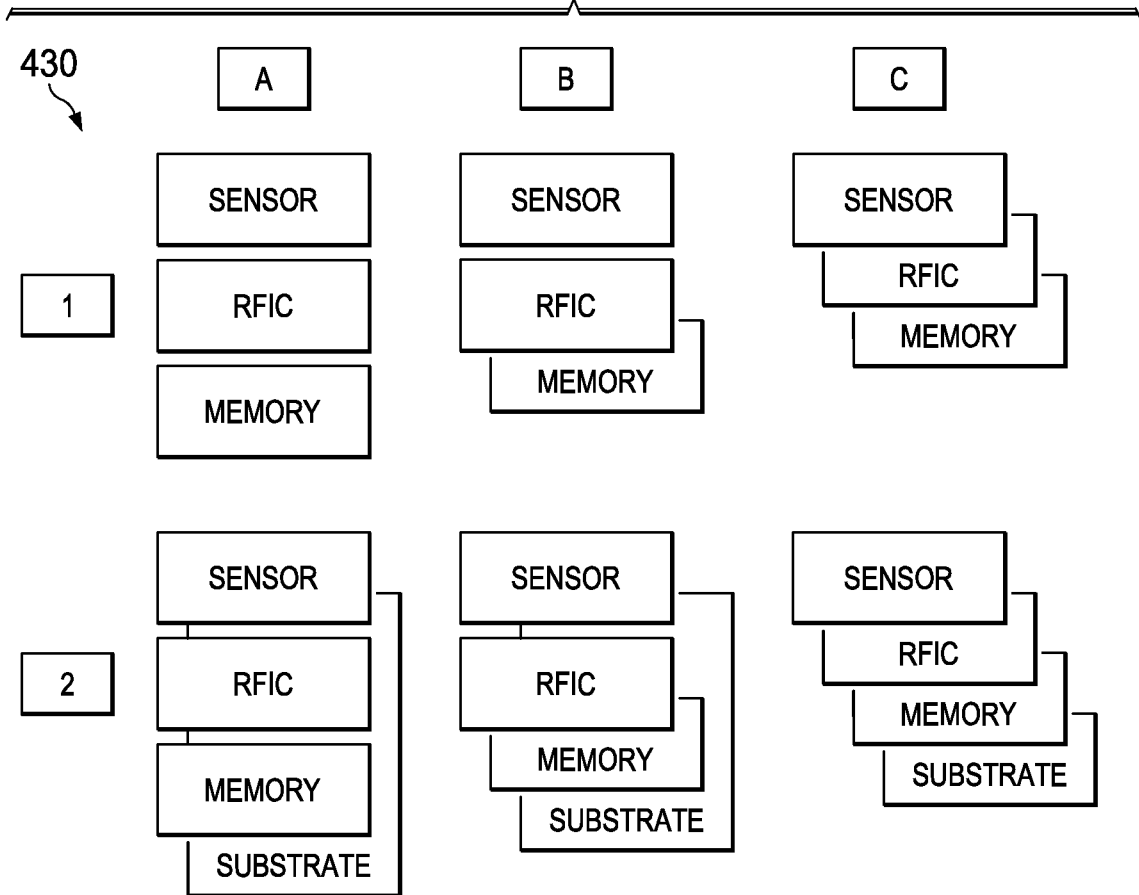 430
A B C
SENSOR SENSOR SENSOR
1 RFIC RFIC RFIC
MEMORY MEMORY MEMORY
SENSOR SENSOR SENSOR
2 RFIC RFIC RFIC
MEMORY MEMORY MEMORY
SUBSTRATE SUBSTRATE SUBSTRATE